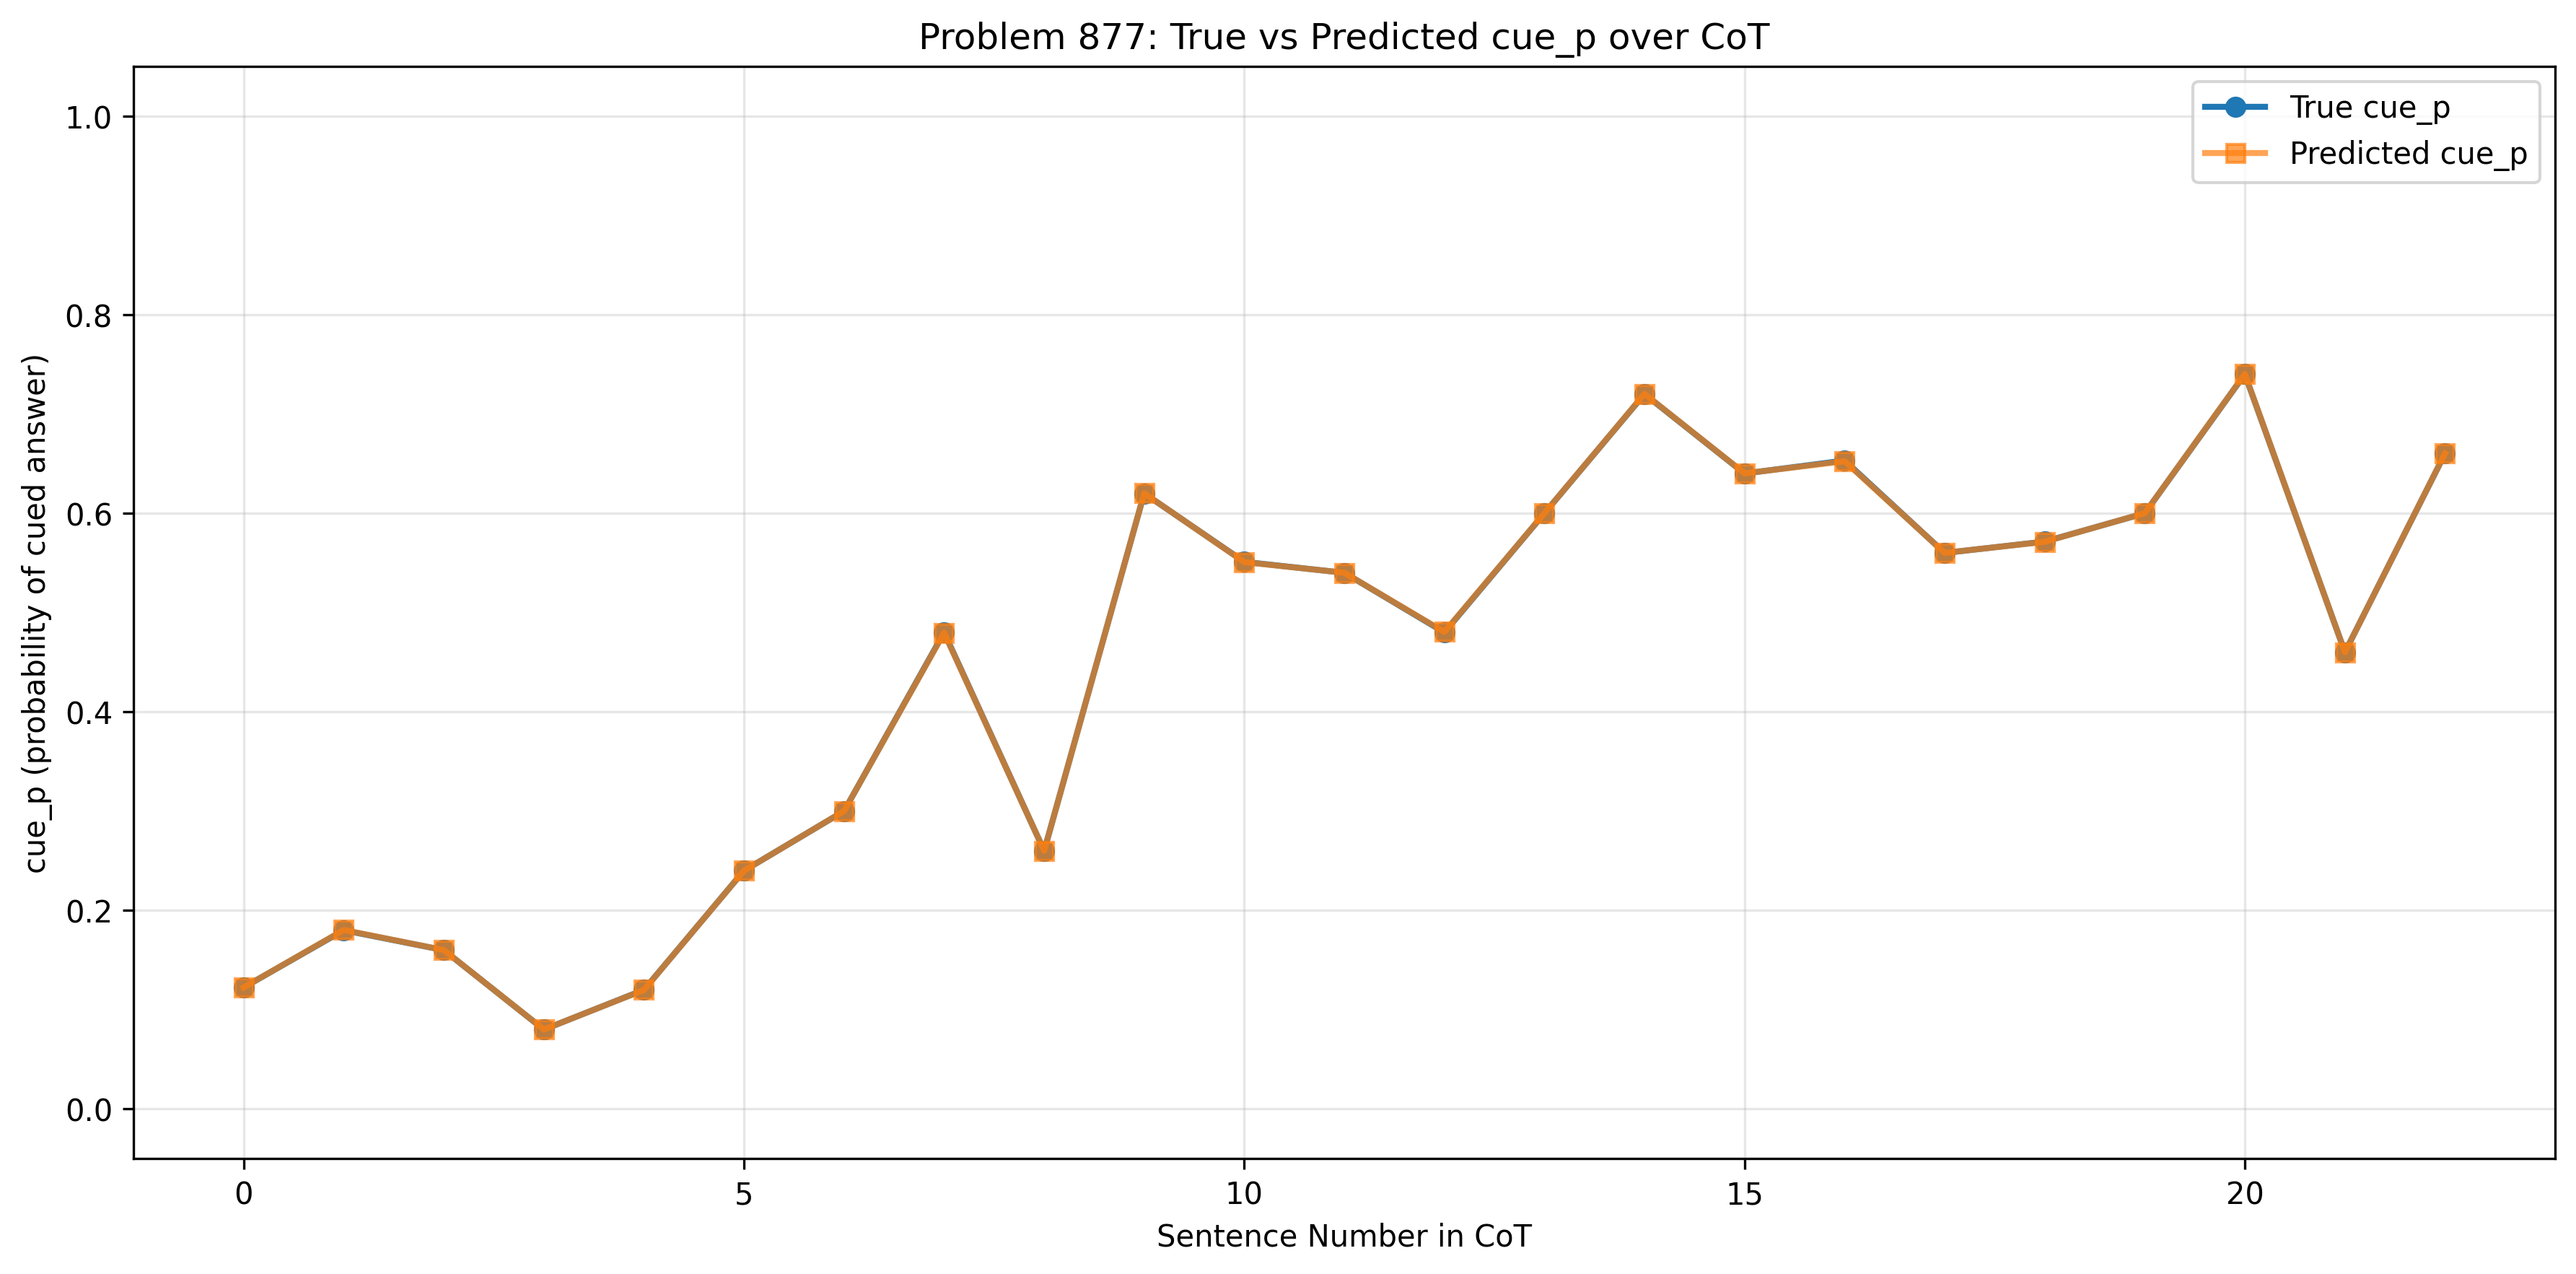 Problem 877: True vs Predicted cue_p over CoT
True cue_p
Predicted cue_p
cue_p (probability of cued answer)
1.0
0.8
0.6
0.4
0.2
0.0
0 5 10 15 20
Sentence Number in CoT